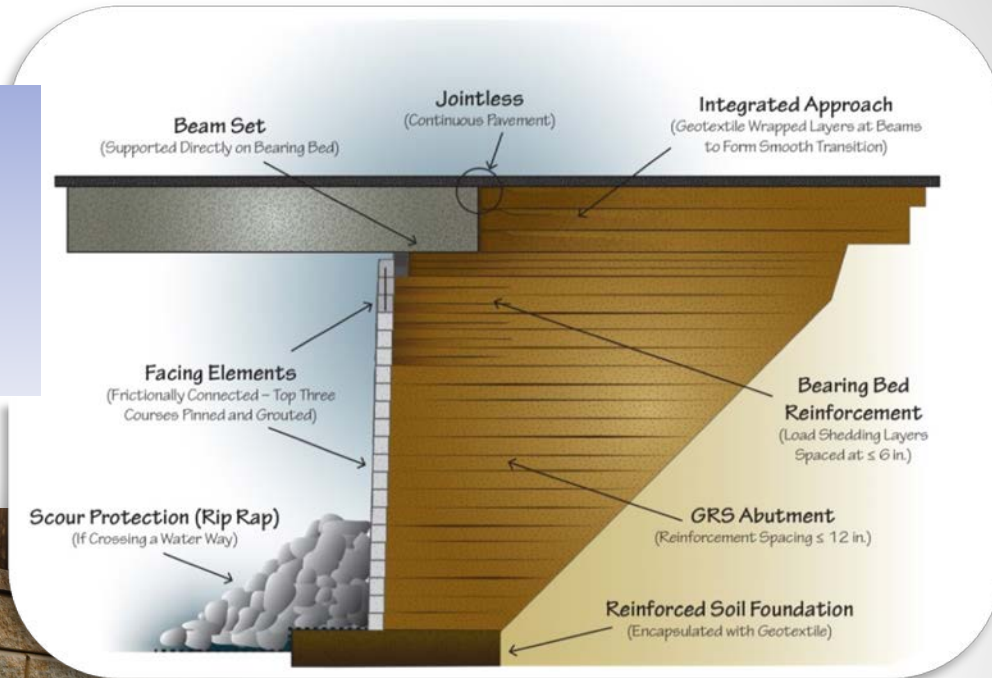 Jointless
(Continuous Pavement)
Beam Set
(Supported Directly on Bearing Bed)
Integrated Approach
(Geotextile Wrapped Layers at Beams
to Form Smooth Transition)
Facing Elements
(Frictionally Connected – Top Three
Courses Pinned and Grouted)
Bearing Bed
Reinforcement
(Load Shedding Layers
Spaced at ≤ 6 in.)
Scour Protection (Rip Rap)
(If Crossing a Water Way)
GRS Abutment
(Reinforcement Spacing ≤ 12 in.)
Reinforced Soil Foundation
(Encapsulated with Geotextile)